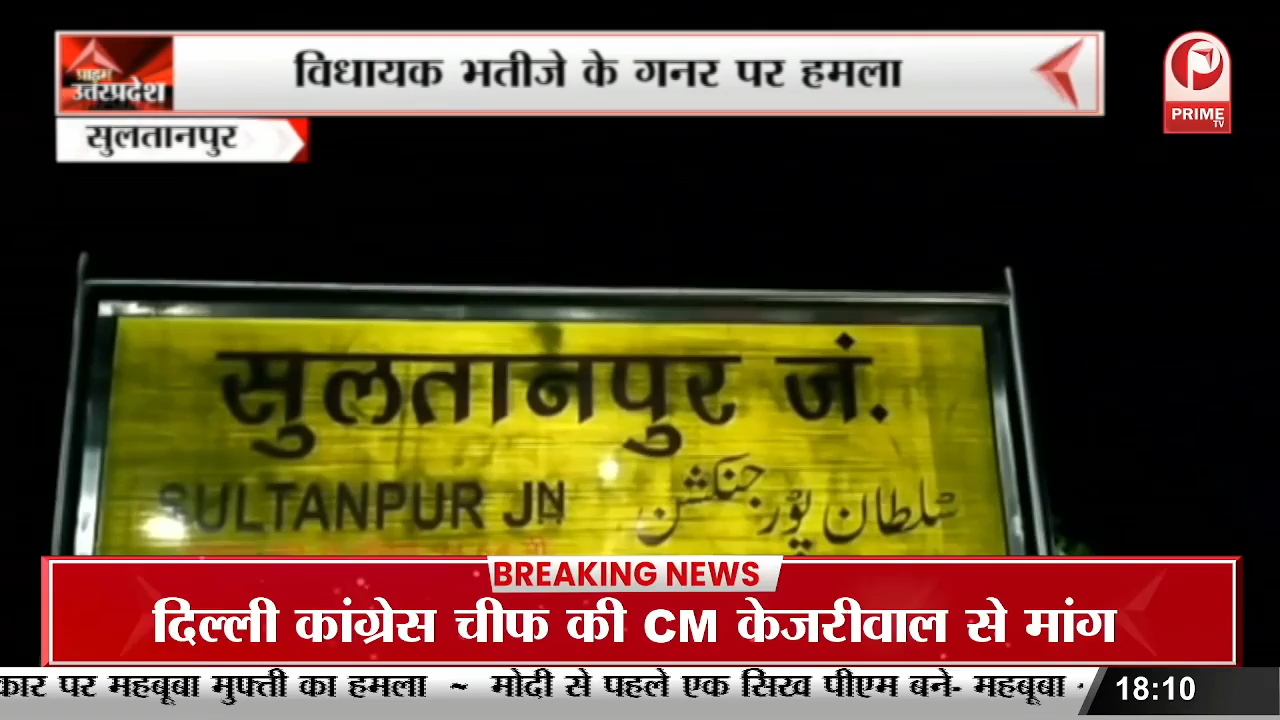 विधायक भतीजे के गनर पर हमला
प्राइम
उत्तरप्रदेश
PRIME
TV
सुलतानपुर
सुलतानपुर जं.
SULTANPUR JN
سلطان پور جنکشن
BREAKING NEWS
दिल्ली कांग्रेस चीफ की CM केजरीवाल से मांग
कार पर महबूबा मुफ्ती का हमला ~ मोदी से पहले एक सिख पीएम बने- महबूबा
18:10